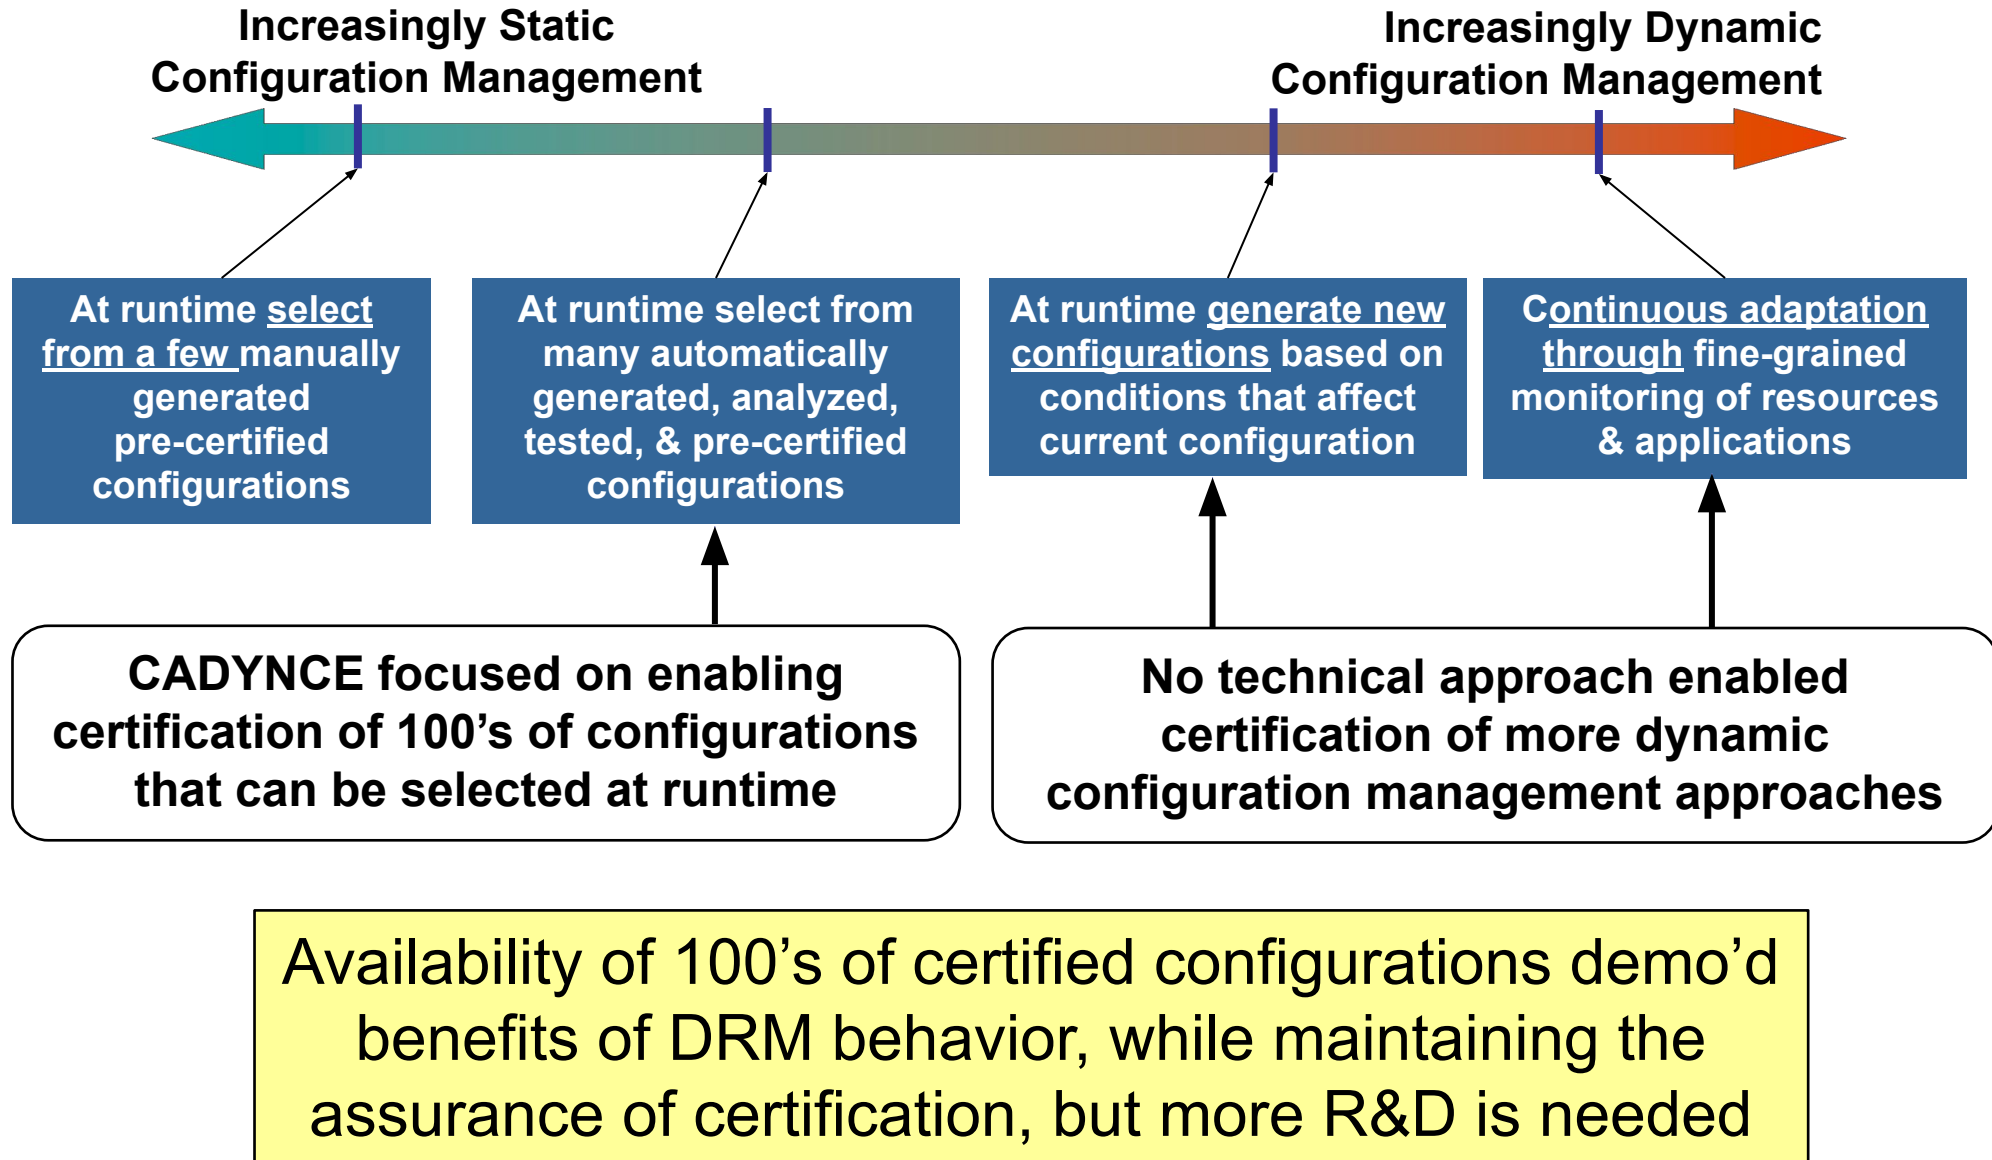 Increasingly Static
Configuration Management
Increasingly Dynamic
Configuration Management
At runtime select
from a few manually
generated
pre-certified
configurations
At runtime select from
many automatically
generated, analyzed,
tested, & pre-certified
configurations
At runtime generate new
configurations based on
conditions that affect
current configuration
Continuous adaptation
through fine-grained
monitoring of resources
& applications
CADYNCE focused on enabling
certification of 100’s of configurations
that can be selected at runtime
No technical approach enabled
certification of more dynamic
configuration management approaches
Availability of 100’s of certified configurations demo’d
benefits of DRM behavior, while maintaining the
assurance of certification, but more R&D is needed